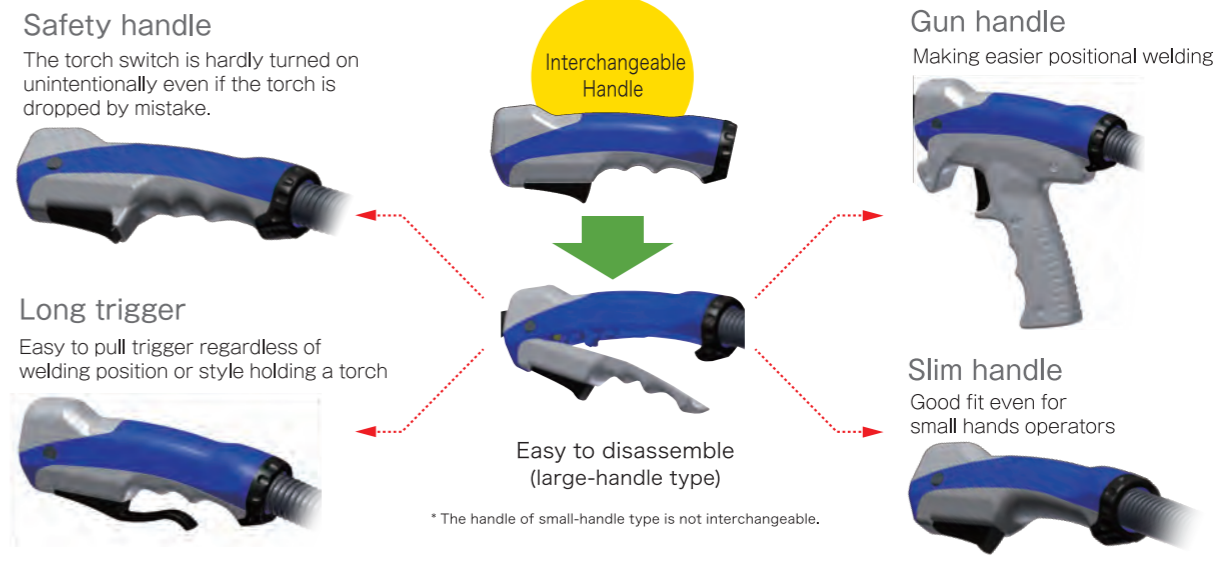 Safety handle
The torch switch is hardly turned on
unintentionally even if the torch is
dropped by mistake.
Interchangeable
Handle
Gun handle
Making easier positional welding
Long trigger
Easy to pull trigger regardless of
welding position or style holding a torch
Easy to disassemble
(large-handle type)
* The handle of small-handle type is not interchangeable.
Slim handle
Good fit even for
small hands operators